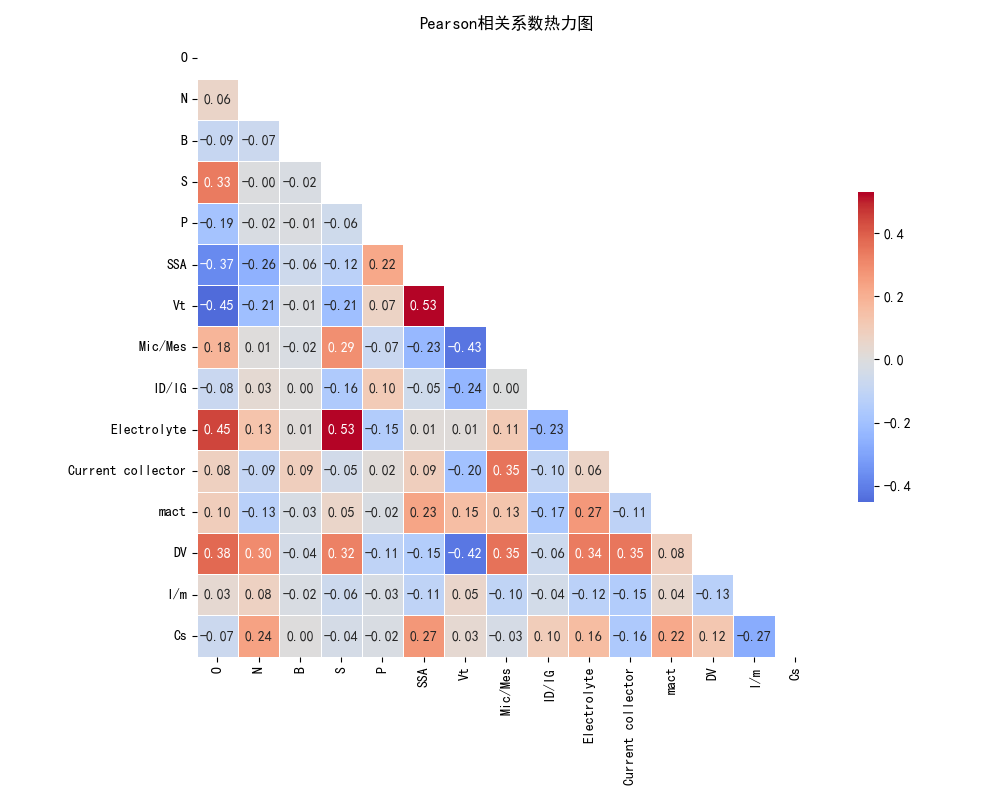 Pearson相关系数热力图
O
N 0.06
B −0.09 −0.07
S 0.33 −0.00 −0.02
P −0.19 −0.02 −0.01 −0.06
SSA −0.37 −0.26 −0.06 −0.12 0.22
Vt −0.45 −0.21 −0.01 −0.21 0.07 0.53
Mic/Mes 0.18 0.01 −0.02 0.29 −0.07 −0.23 −0.43
ID/IG −0.08 0.03 0.00 −0.16 0.10 −0.05 −0.24 0.00
Electrolyte 0.45 0.13 0.01 0.53 −0.15 0.01 0.01 0.11 −0.23
Current collector 0.08 −0.09 0.09 −0.05 0.02 0.09 −0.20 0.35 −0.10 0.06
mact 0.10 −0.13 −0.03 0.05 −0.02 0.23 0.15 0.13 −0.17 0.27 −0.11
DV 0.38 0.30 −0.04 0.32 −0.11 −0.15 −0.42 0.35 −0.06 0.34 0.35 0.08
I/m 0.03 0.08 −0.02 −0.06 −0.03 −0.11 0.05 −0.10 −0.04 −0.12 −0.15 0.04 −0.13
Cs −0.07 0.24 0.00 −0.04 −0.02 0.27 0.03 −0.03 0.10 0.16 −0.16 0.22 0.12 −0.27
O N B S P SSA Vt Mic/Mes ID/IG Electrolyte Current collector mact DV I/m Cs
0.4
0.2
0.0
−0.2
−0.4